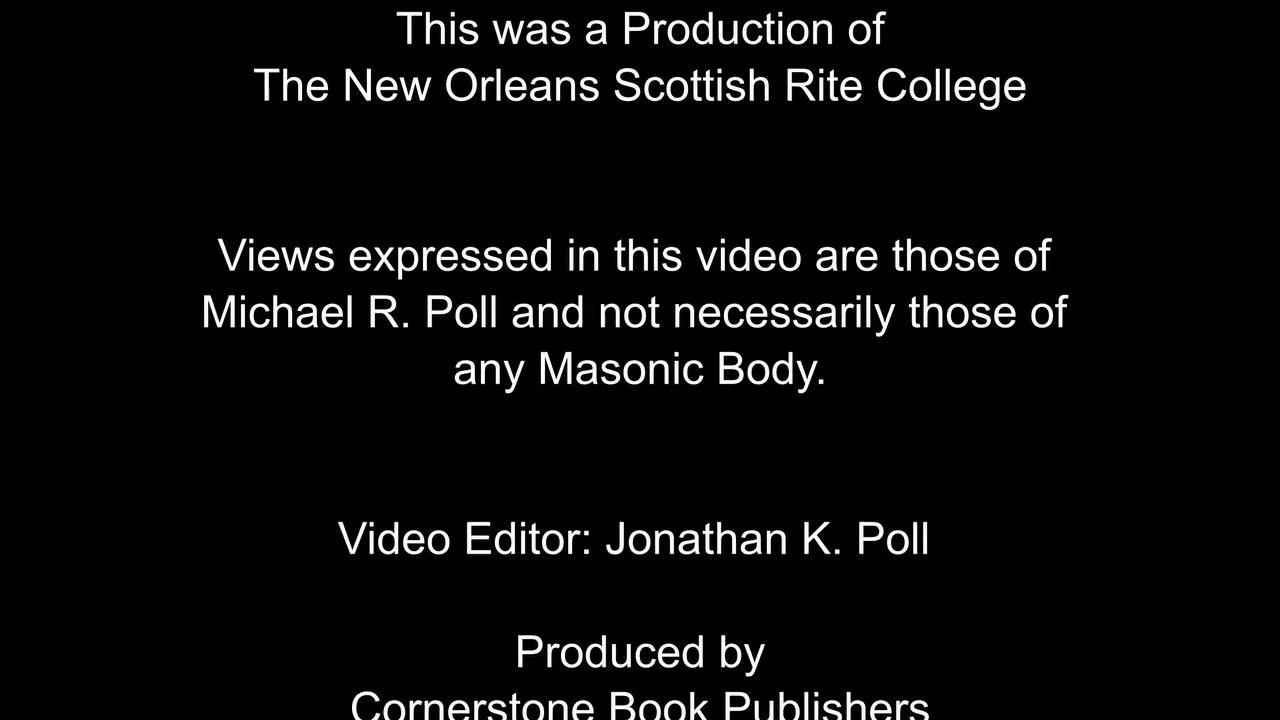 This was a Production of
The New Orleans Scottish Rite College
Views expressed in this video are those of
Michael R. Poll and not necessarily those of
any Masonic Body.
Video Editor: Jonathan K. Poll
Produced by
Cornerstone Book Publishers